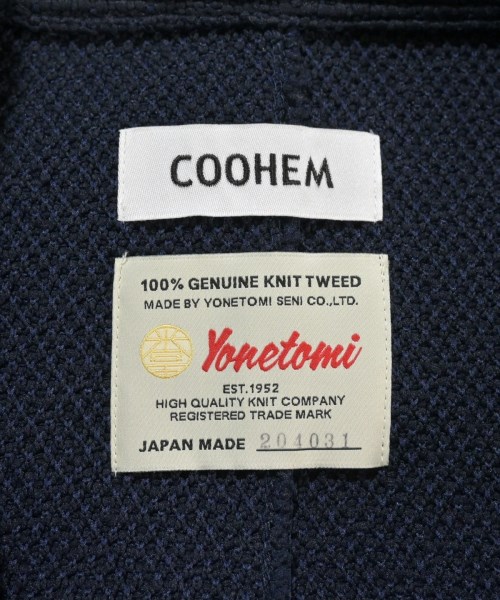 COOHEM
100% GENUINE KNIT TWEED
MADE BY YONETOMI SENI CO.,LTD.
Yonetomi
EST.1952
HIGH QUALITY KNIT COMPANY
REGISTERED TRADE MARK
JAPAN MADE 204031